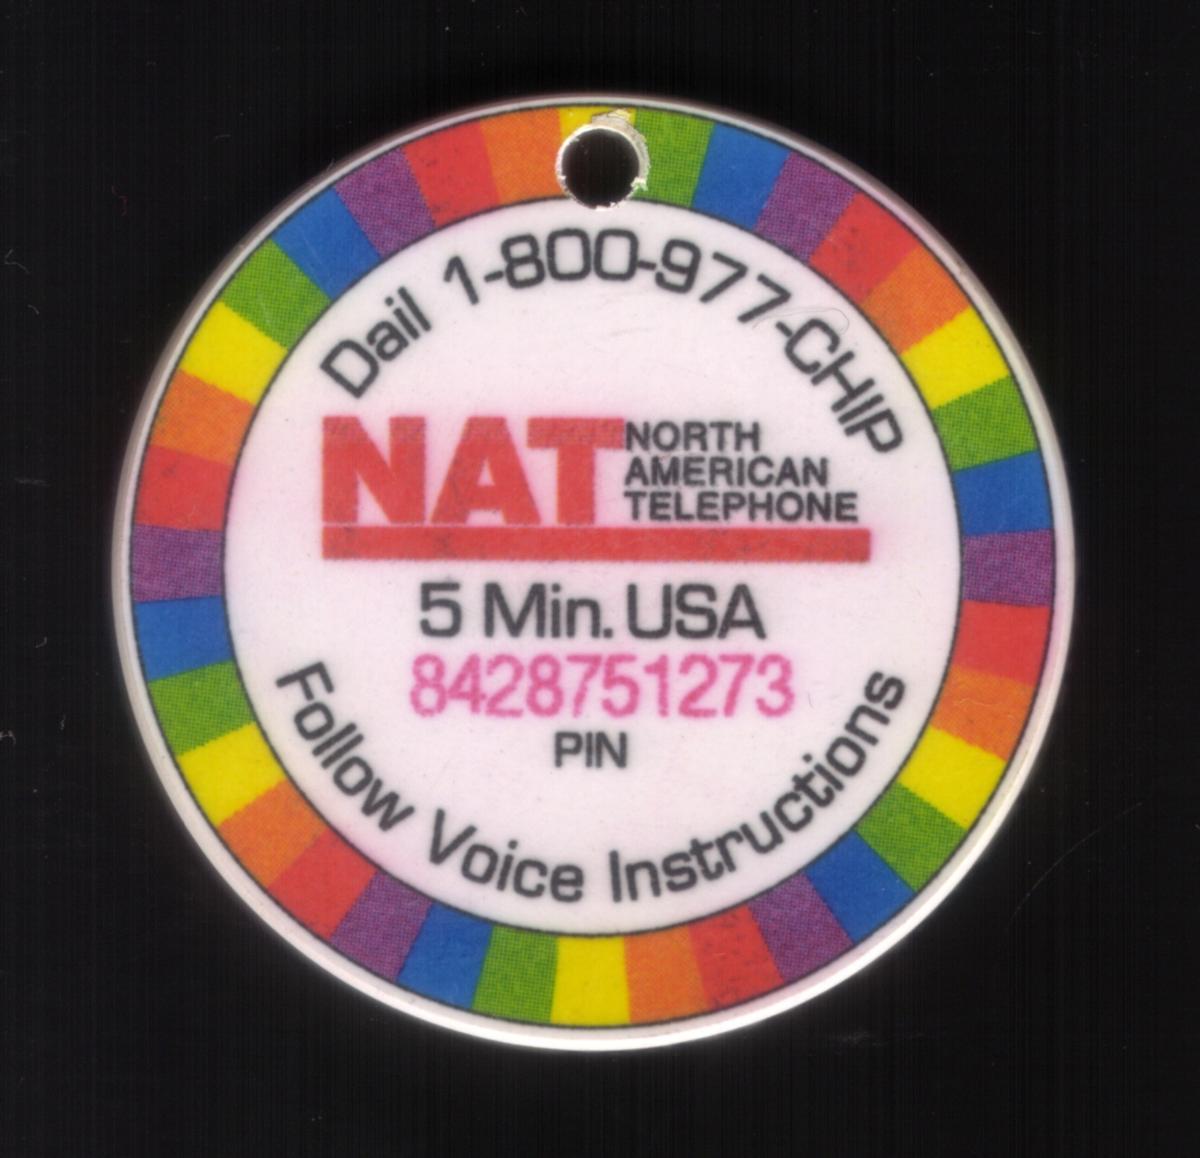 Dail 1-800-977-CHIP
NAT
NORTH
AMERICAN
TELEPHONE
5 Min. USA
8428751273
PIN
Follow Voice Instructions